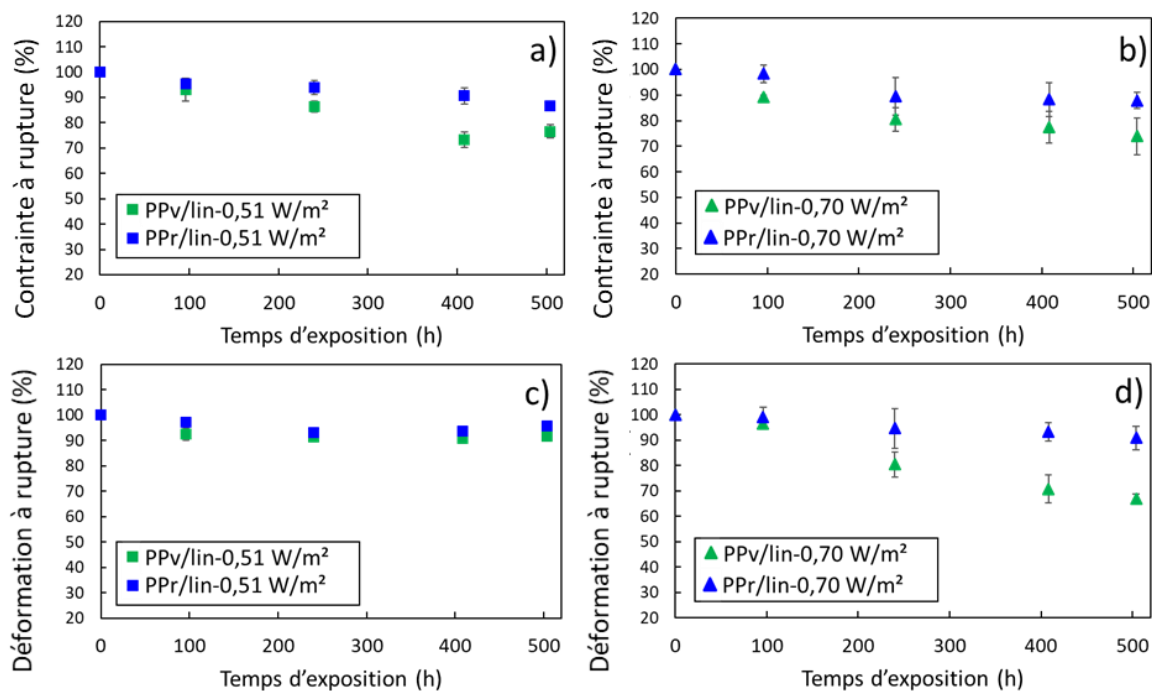 a)
Contrainte à rupture (%)
120
110
100
90
80
70
60
50
40
30
20
PPv/lin-0,51 W/m²
PPr/lin-0,51 W/m²
0 100 200 300 400 500
Temps d'exposition (h)
b)
Contrainte à rupture (%)
120
110
100
90
80
70
60
50
40
30
20
PPv/lin-0,70 W/m²
PPr/lin-0,70 W/m²
0 100 200 300 400 500
Temps d'exposition (h)
c)
Déformation à rupture (%)
120
110
100
90
80
70
60
50
40
30
20
PPv/lin-0,51 W/m²
PPr/lin-0,51 W/m²
0 100 200 300 400 500
Temps d'exposition (h)
d)
Déformation à rupture (%)
120
110
100
90
80
70
60
50
40
30
20
PPv/lin-0,70 W/m²
PPr/lin-0,70 W/m²
0 100 200 300 400 500
Temps d'exposition (h)